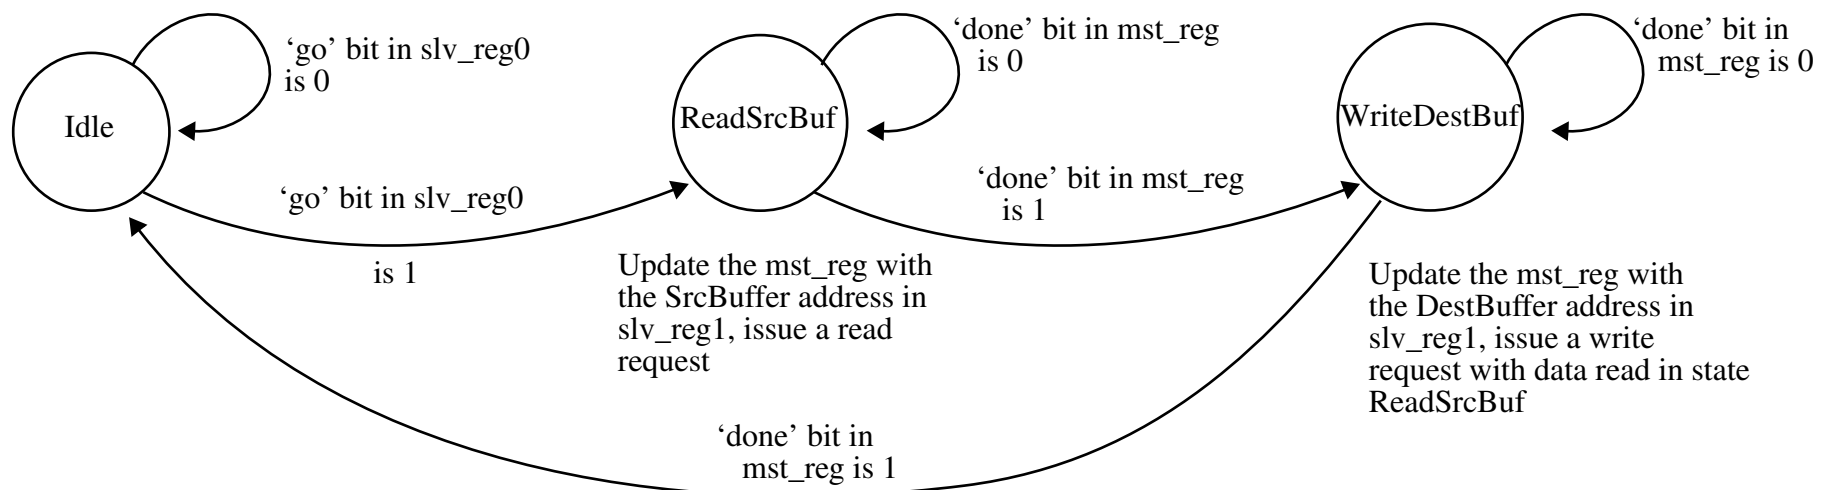 ‘go’ bit in slv_reg0
is 0
Idle
‘done’ bit in mst_reg
is 0
ReadSrcBuf
‘done’ bit in
mst_reg is 0
WriteDestBuf
‘go’ bit in slv_reg0
is 1
‘done’ bit in mst_reg
is 1
Update the mst_reg with
the SrcBuffer address in
slv_reg1, issue a read
request
Update the mst_reg with
the DestBuffer address in
slv_reg1, issue a write
request with data read in state
ReadSrcBuf
‘done’ bit in
mst_reg is 1